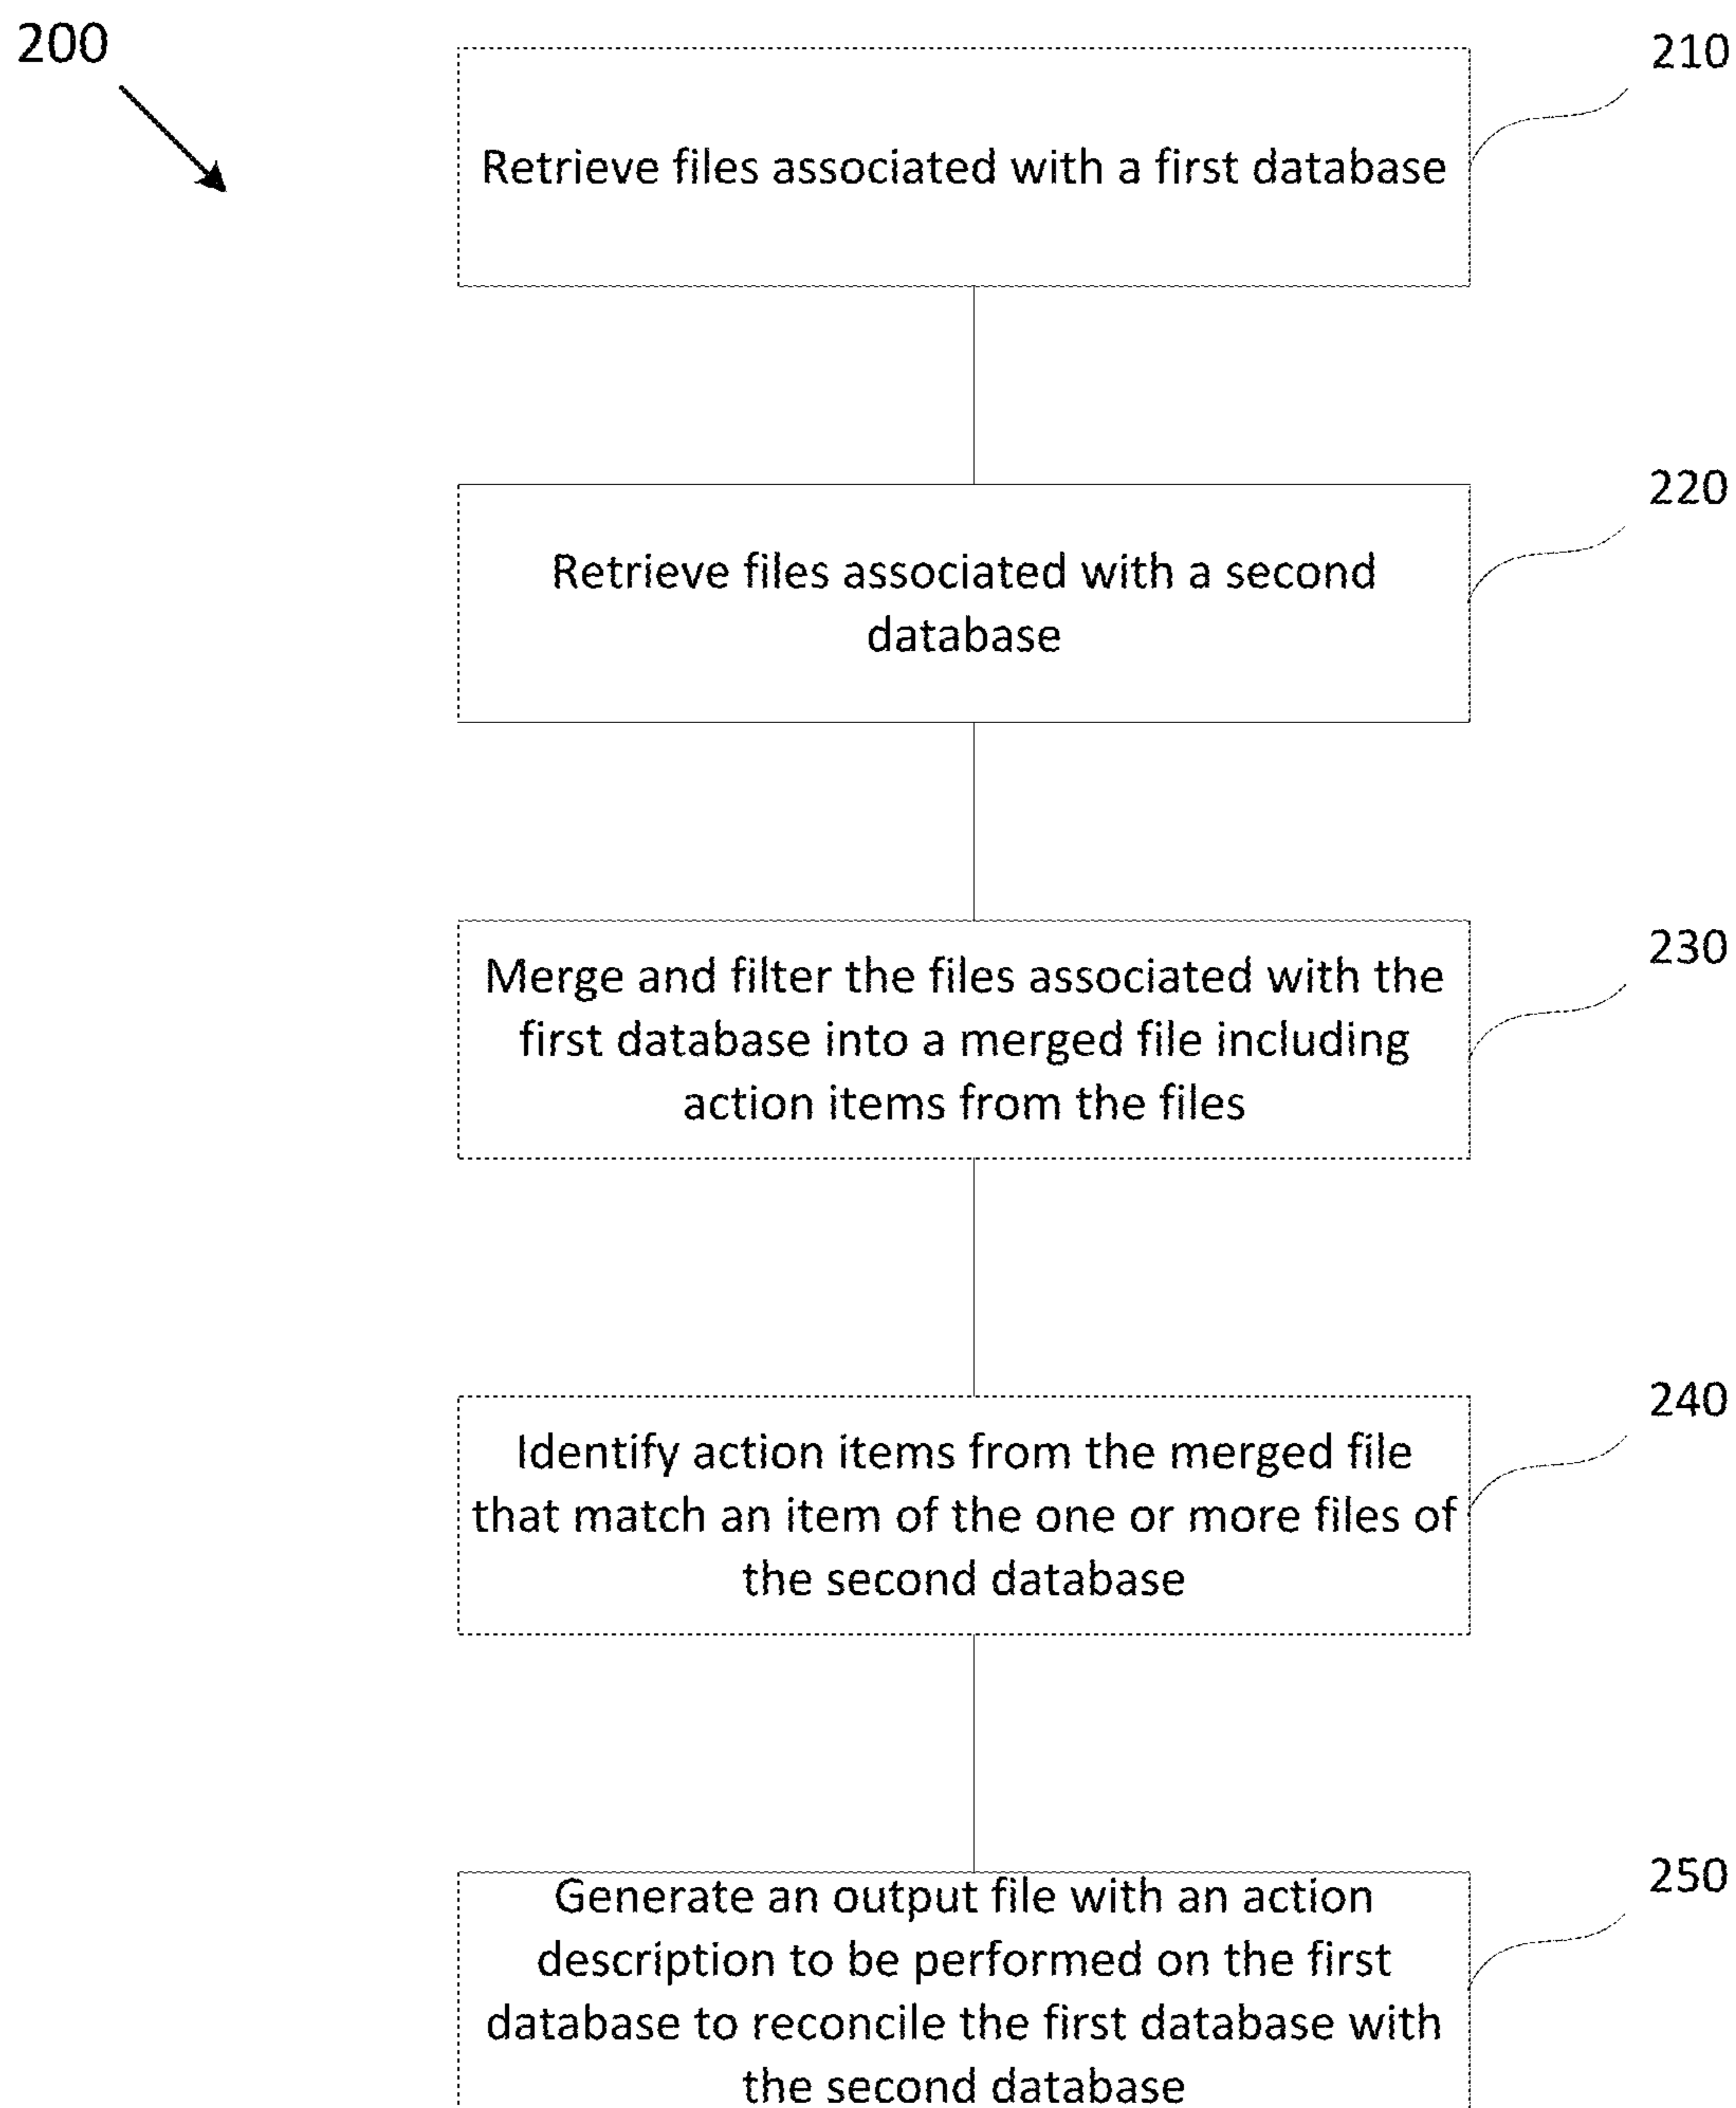 200
210
Retrieve files associated with a first database
220
Retrieve files associated with a second
database
230
Merge and filter the files associated with the
first database into a merged file including
action items from the files
240
Identify action items from the merged file
that match an item of the one or more files of
the second database
250
Generate an output file with an action
description to be performed on the first
database to reconcile the first database with
the second database